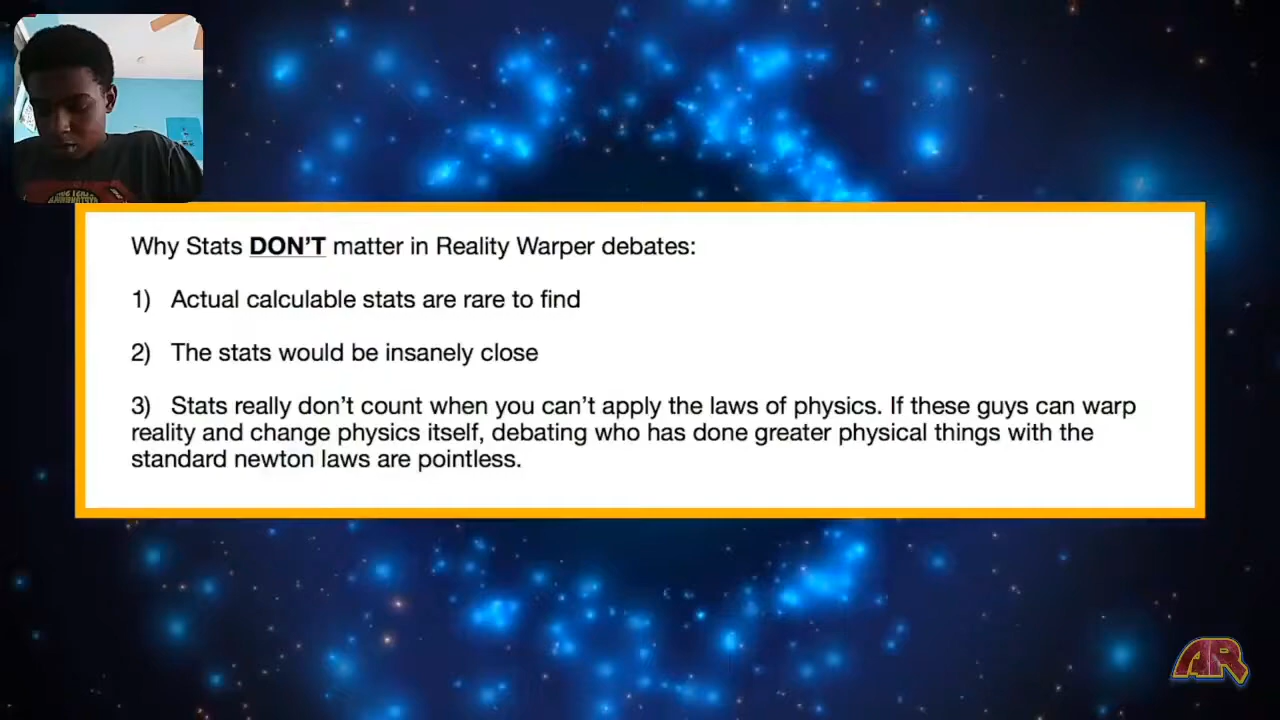 Why Stats DON'T matter in Reality Warper debates:
1) Actual calculable stats are rare to find
2) The stats would be insanely close
3) Stats really don't count when you can't apply the laws of physics. If these guys can warp
reality and change physics itself, debating who has done greater physical things with the
standard newton laws are pointless.
AR